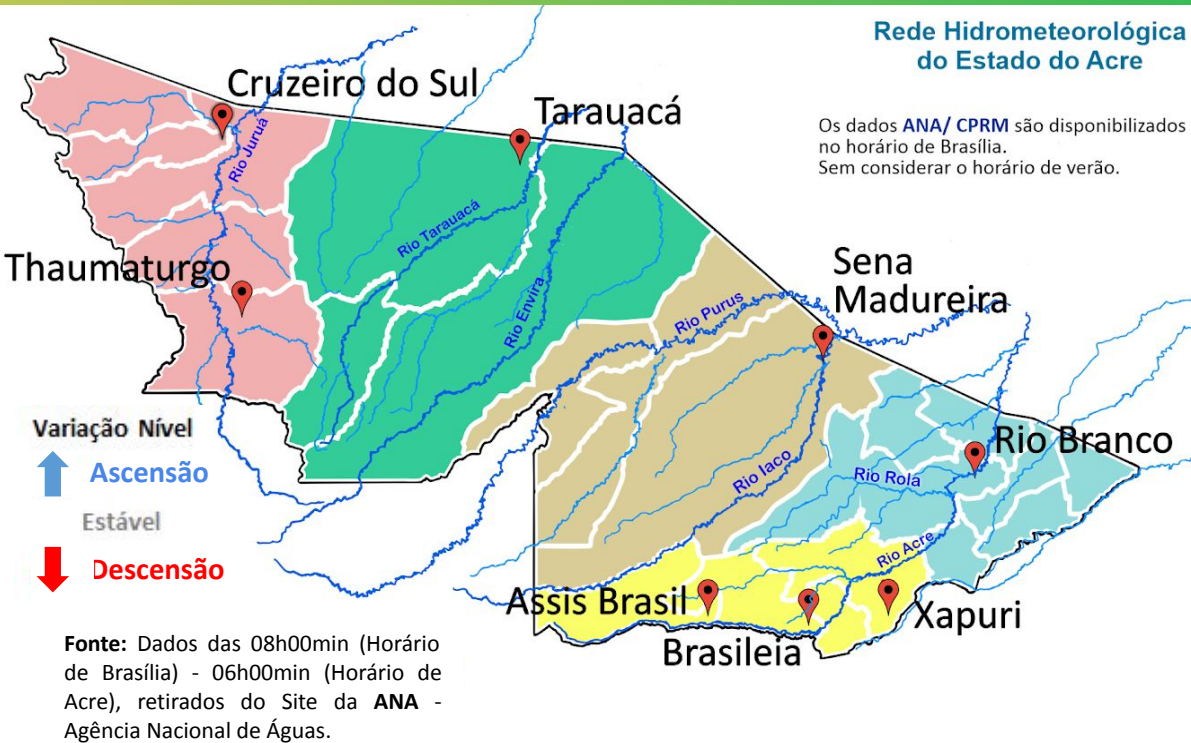 Rede Hidrometeorológica
do Estado do Acre
Os dados ANA/ CPRM são disponibilizados
no horário de Brasília.
Sem considerar o horário de verão.
Cruzeiro do Sul
Tarauacá
Rio Juruá
Rio Tarauacá
Thaumaturgo
Rio Envira
Sena
Madureira
Rio Purus
Variação Nível
Ascensão
Estável
Descensão
Rio Branco
Rio Iaco
Rio Rola
Rio Acre
Assis Brasil
Xapuri
Brasileia
Fonte: Dados das 08h00min (Horário
de Brasília) - 06h00min (Horário de
Acre), retirados do Site da ANA -
Agência Nacional de Águas.